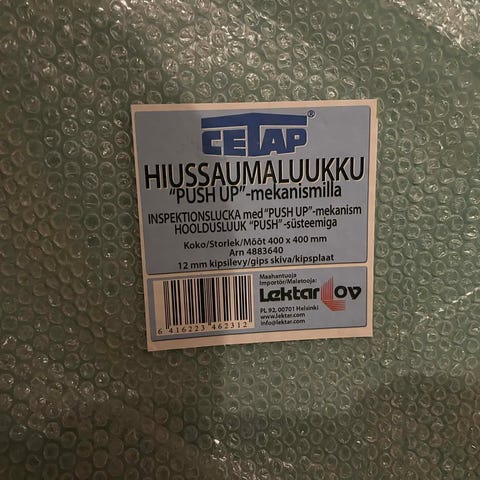 CETAP®
HIUSSAUMALUUKKU
"PUSH UP"-mekanismilla
INSPEKTIONSLUCKA med "PUSH UP"-mekanism
HOOLDUSLUUK "PUSH"-süsteemiga
Koko/Storlek/Mõõt 400 x 400 mm
Arn 4883640
12 mm kipsilevy/gips skiva/kipsplaat
Maahantuoja
Importör/Maletooja:
Lektar Oy
PL 92, 00701 Helsinki
www.lektar.com
info@lektar.com
6 416223 462312